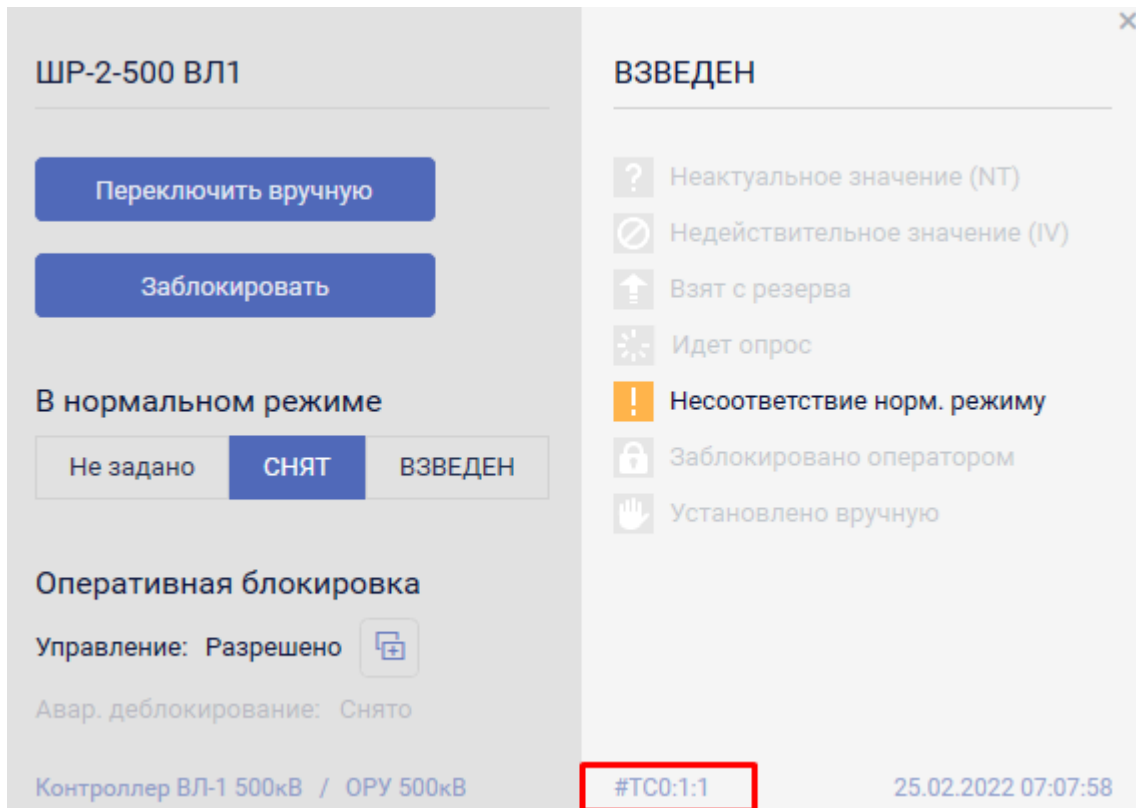 ШР-2-500 ВЛ1
Переключить вручную
Заблокировать
В нормальном режиме
Не задано СНЯТ ВЗВЕДЕН
Оперативная блокировка
Управление: Разрешено
Авар. деблокирование: Снято
Контроллер ВЛ-1 500кВ / ОРУ 500кВ
ВЗВЕДЕН
Неактуальное значение (NT)
Недействительное значение (IV)
Взят с резерва
Идет опрос
Несоответствие норм. режиму
Заблокировано оператором
Установлено вручную
#TC0:1:1 25.02.2022 07:07:58